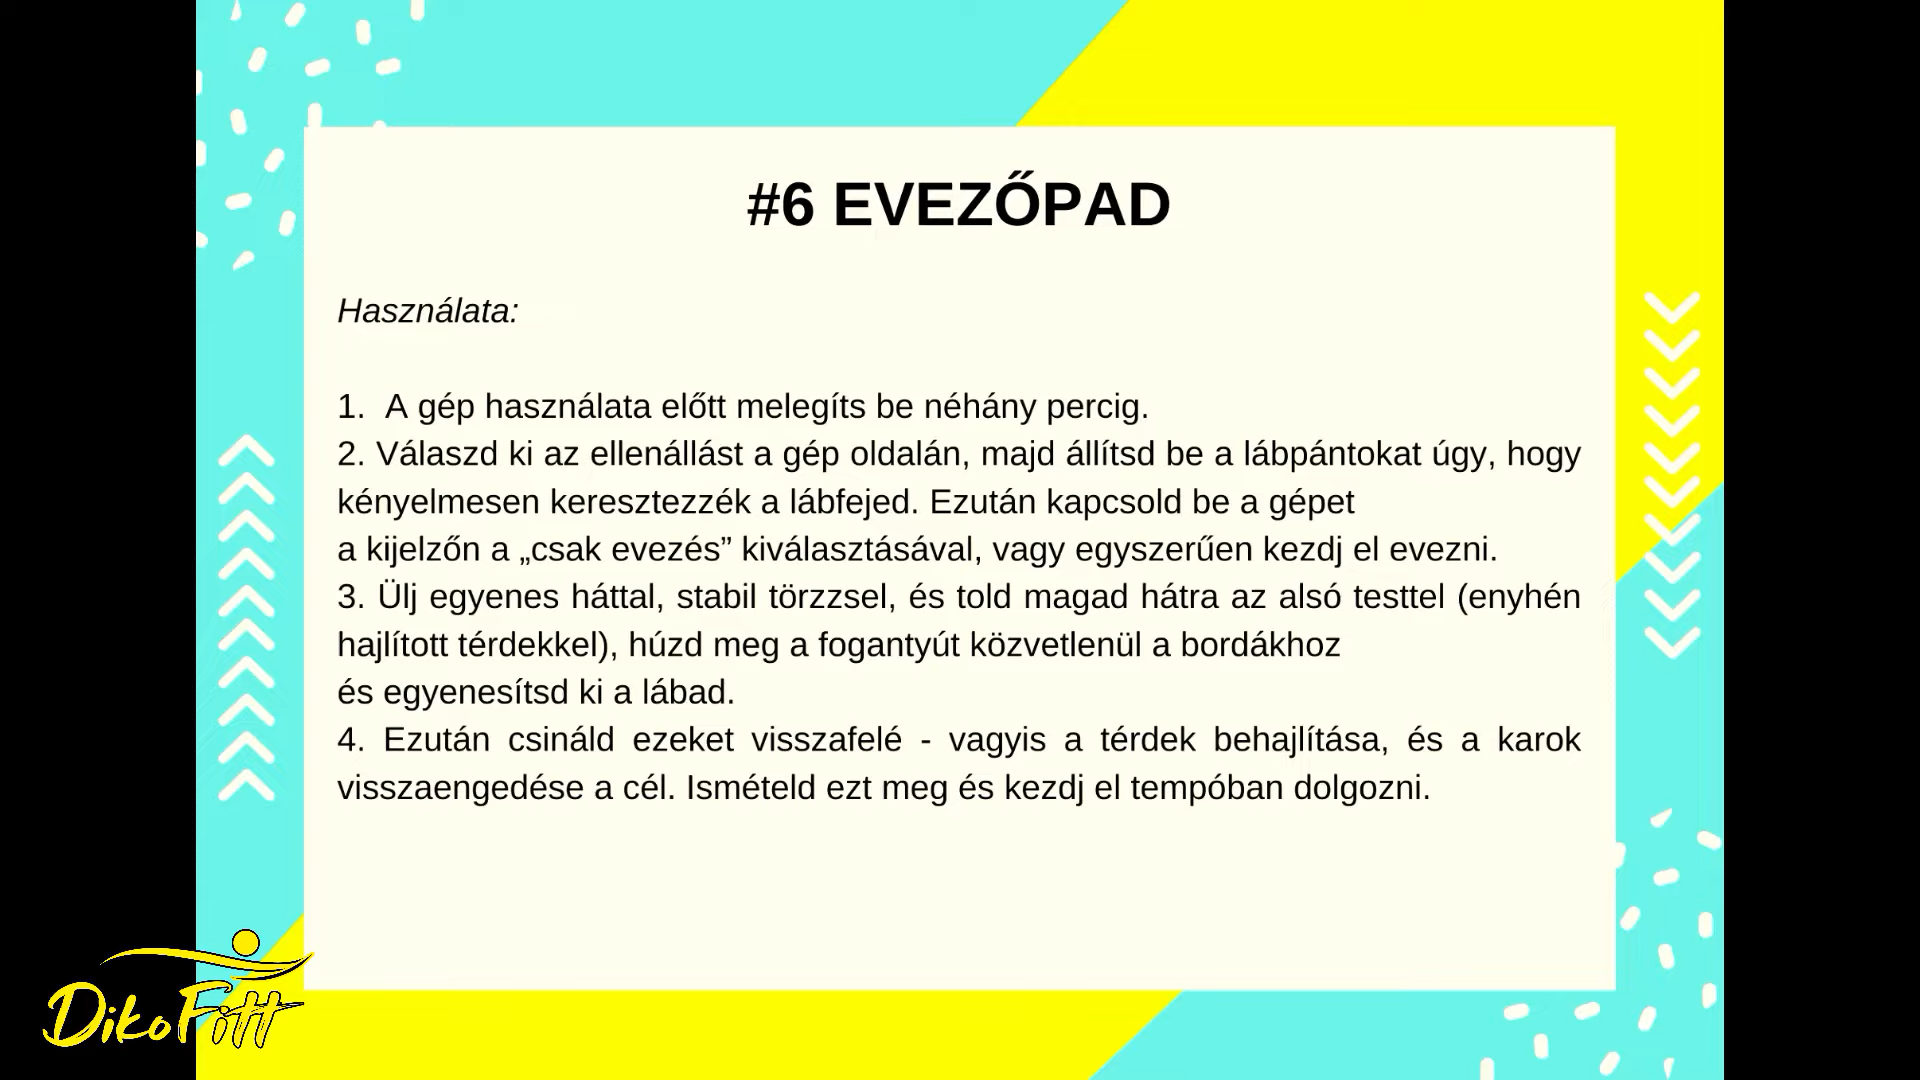 #6 EVEZŐPAD
Használata:
1. A gép használata előtt melegíts be néhány percig.
2. Válaszd ki az ellenállást a gép oldalán, majd állítsd be a lábpántokat úgy, hogy
kényelmesen keresztezzék a lábfejed. Ezután kapcsold be a gépet
a kijelzőn a „csak evezés” kiválasztásával, vagy egyszerűen kezdj el evezni.
3. Ülj egyenes háttal, stabil törzzsel, és told magad hátra az alsó testtel (enyhén
hajlított térdekkel), húzd meg a fogantyút közvetlenül a bordákhoz
és egyenesítsd ki a lábad.
4. Ezután csináld ezeket visszafelé - vagyis a térdek behajlítása, és a karok
visszaengedése a cél. Ismételd ezt meg és kezdj el tempóban dolgozni.
DikoFitt